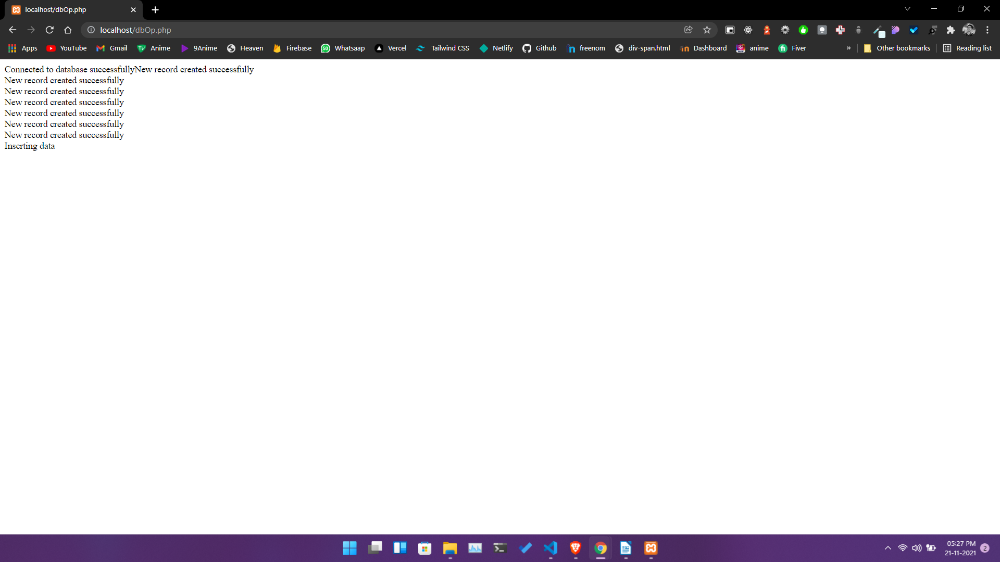 localhost/dbOp.php
localhost/dbOp.php
Apps YouTube Gmail Anime 9Anime Heaven Firebase Whatsaap Vercel Tailwind CSS Netlify Github freenom div-span.html Dashboard anime Fiver » Other bookmarks Reading list
Connected to database successfullyNew record created successfully
New record created successfully
New record created successfully
New record created successfully
New record created successfully
New record created successfully
New record created successfully
Inserting data
05:27 PM
21-11-2021
2